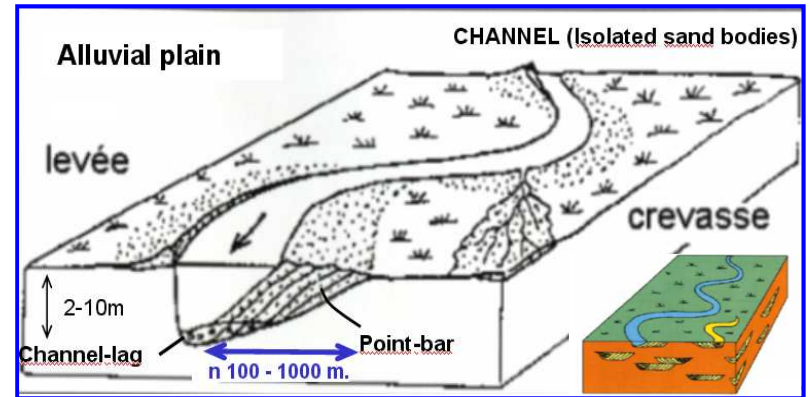 CHANNEL (Isolated sand bodies)
Alluvial plain
levée
crevasse
2-10m
Point-bar
Channel-lag
n 100 - 1000 m.